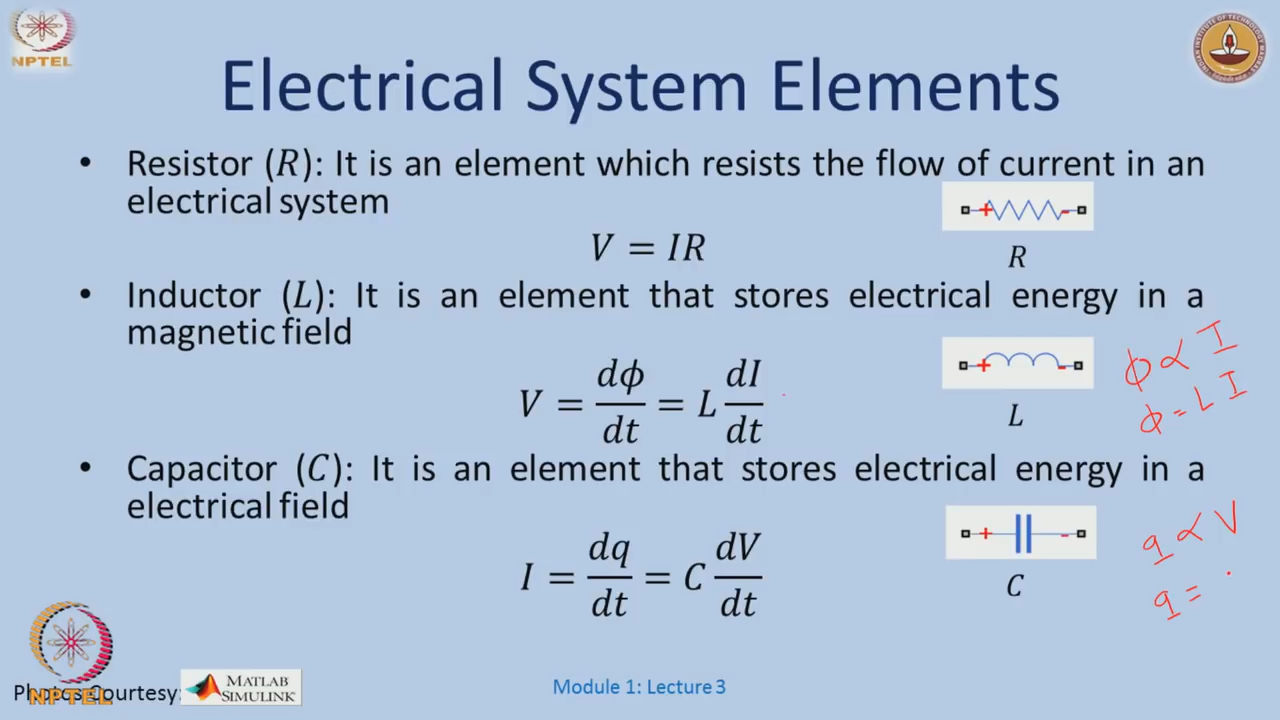 NPTEL
Electrical System Elements
• Resistor (R): It is an element which resists the flow of current in an
electrical system
V = IR
R
• Inductor (L): It is an element that stores electrical energy in a
magnetic field
V = dϕ/dt = L dI/dt
L
ϕ ∝ I
ϕ = L I
• Capacitor (C): It is an element that stores electrical energy in a
electrical field
I = dq/dt = C dV/dt
C
q ∝ V
q =
Photos Courtesy:
NPTEL
MATLAB
SIMULINK
Module 1: Lecture 3